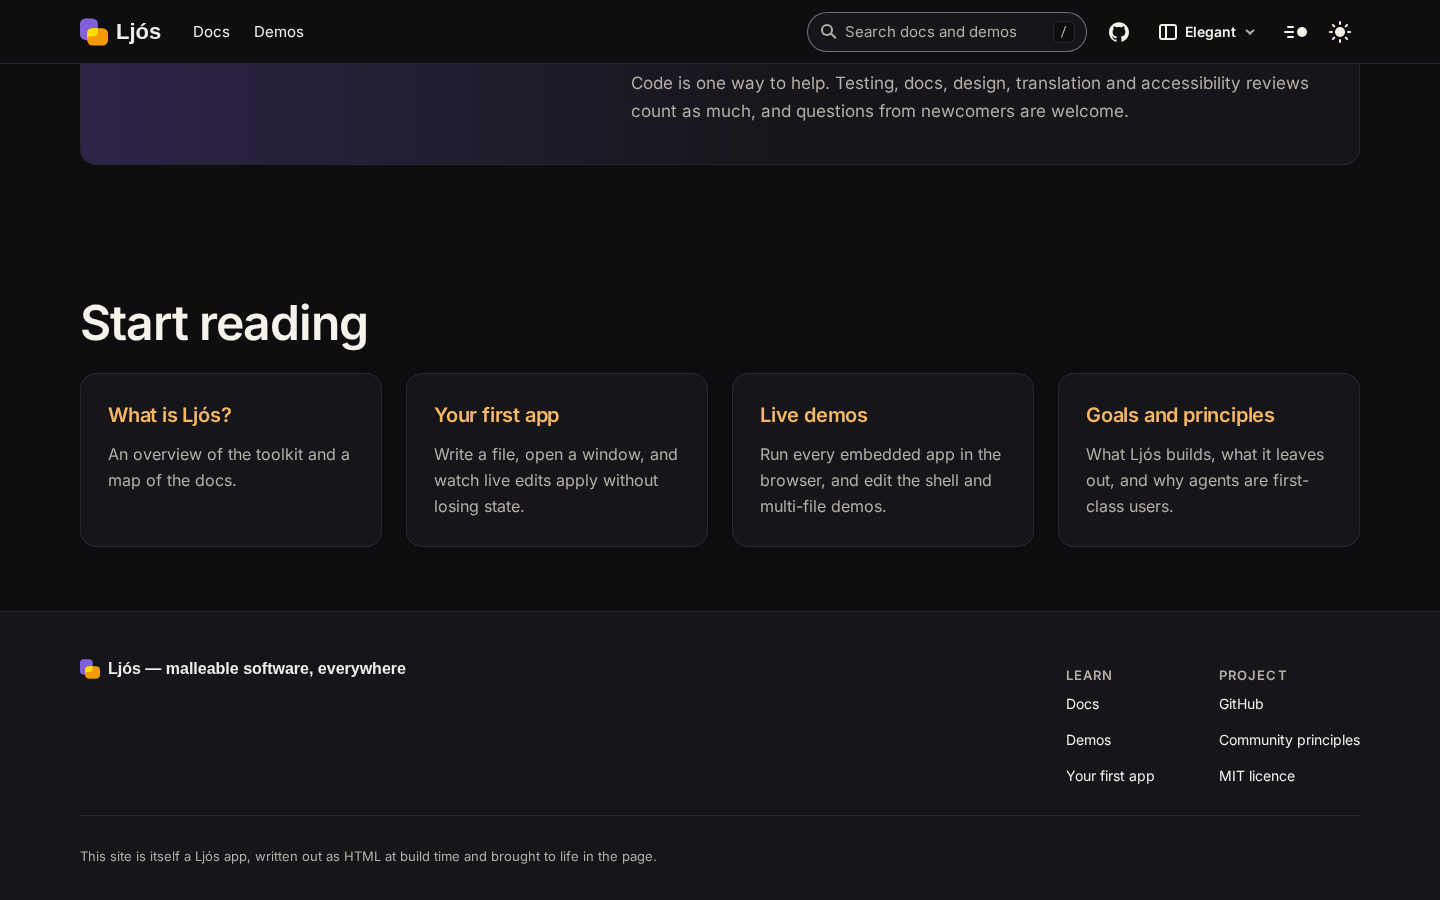 Ljós
Docs
Demos
Search docs and demos
/
Elegant
Code is one way to help. Testing, docs, design, translation and accessibility reviews
count as much, and questions from newcomers are welcome.
Start reading
What is Ljós?
An overview of the toolkit and a
map of the docs.
Your first app
Write a file, open a window, and
watch live edits apply without
losing state.
Live demos
Run every embedded app in the
browser, and edit the shell and
multi-file demos.
Goals and principles
What Ljós builds, what it leaves
out, and why agents are first-
class users.
Ljós — malleable software, everywhere
LEARN
Docs
Demos
Your first app
PROJECT
GitHub
Community principles
MIT licence
This site is itself a Ljós app, written out as HTML at build time and brought to life in the page.